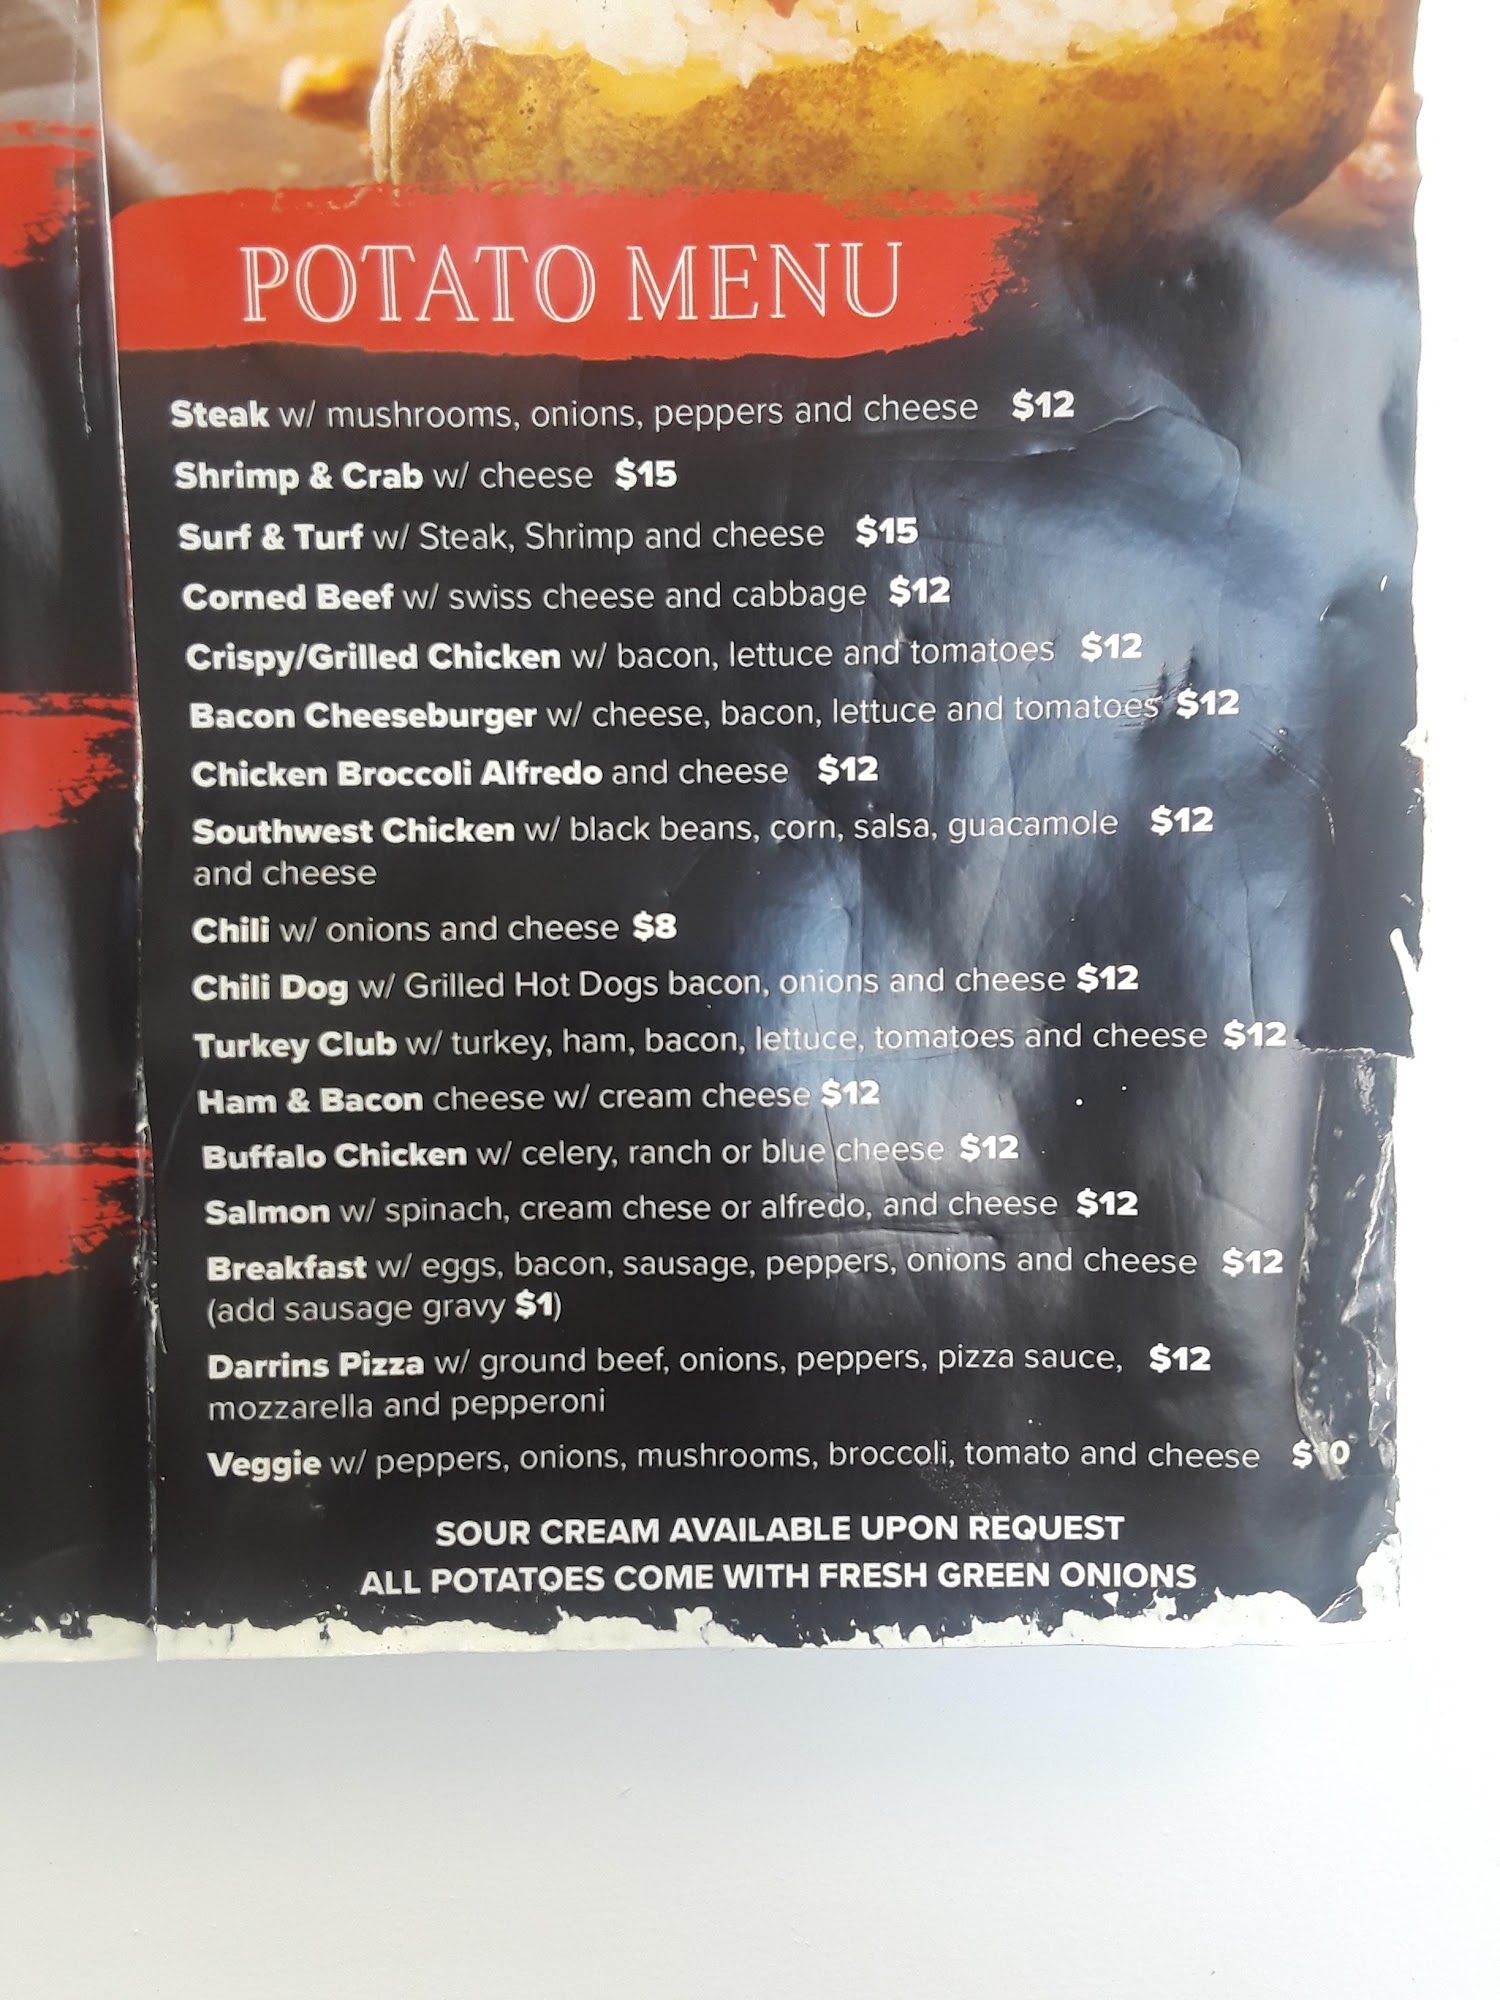 POTATO MENU
Steak w/ mushrooms, onions, peppers and cheese $12
Shrimp & Crab w/ cheese $15
Surf & Turf w/ Steak, Shrimp and cheese $15
Corned Beef w/ swiss cheese and cabbage $12
Crispy/Grilled Chicken w/ bacon, lettuce and tomatoes $12
Bacon Cheeseburger w/ cheese, bacon, lettuce and tomatoes $12
Chicken Broccoli Alfredo and cheese $12
Southwest Chicken w/ black beans, corn, salsa, guacamole $12
and cheese
Chili w/ onions and cheese $8
Chili Dog w/ Grilled Hot Dogs bacon, onions and cheese $12
Turkey Club w/ turkey, ham, bacon, lettuce, tomatoes and cheese $12
Ham & Bacon cheese w/ cream cheese $12
Buffalo Chicken w/ celery, ranch or blue cheese $12
Salmon w/ spinach, cream chese or alfredo, and cheese $12
Breakfast w/ eggs, bacon, sausage, peppers, onions and cheese $12
(add sausage gravy $1)
Darrins Pizza w/ ground beef, onions, peppers, pizza sauce, $12
mozzarella and pepperoni
Veggie w/ peppers, onions, mushrooms, broccoli, tomato and cheese $10
SOUR CREAM AVAILABLE UPON REQUEST
ALL POTATOES COME WITH FRESH GREEN ONIONS